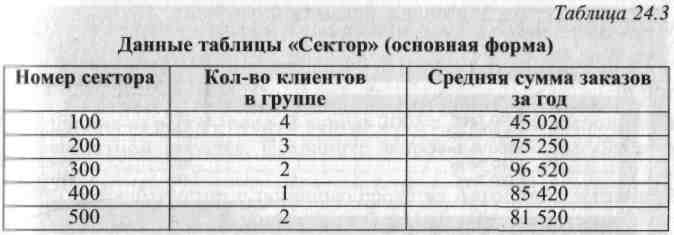 Таблица 24.3
Данные таблицы «Сектор» (основная форма)
Номер сектора Кол-во клиентов в группе Средняя сумма заказов за год
100 4 45 020
200 3 75 250
300 2 96 520
400 1 85 420
500 2 81 520